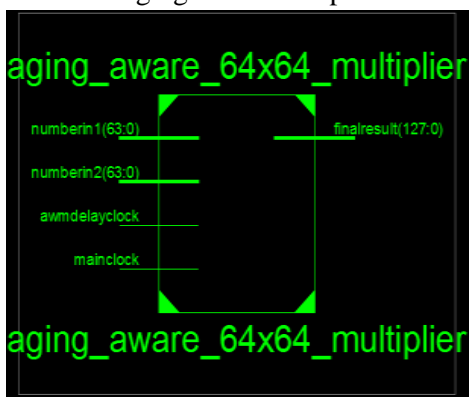 aging_aware_64x64_multiplier
numberin1(63:0)
finalresult(127:0)
numberin2(63:0)
awmdelayclock
mainclock
aging_aware_64x64_multiplier